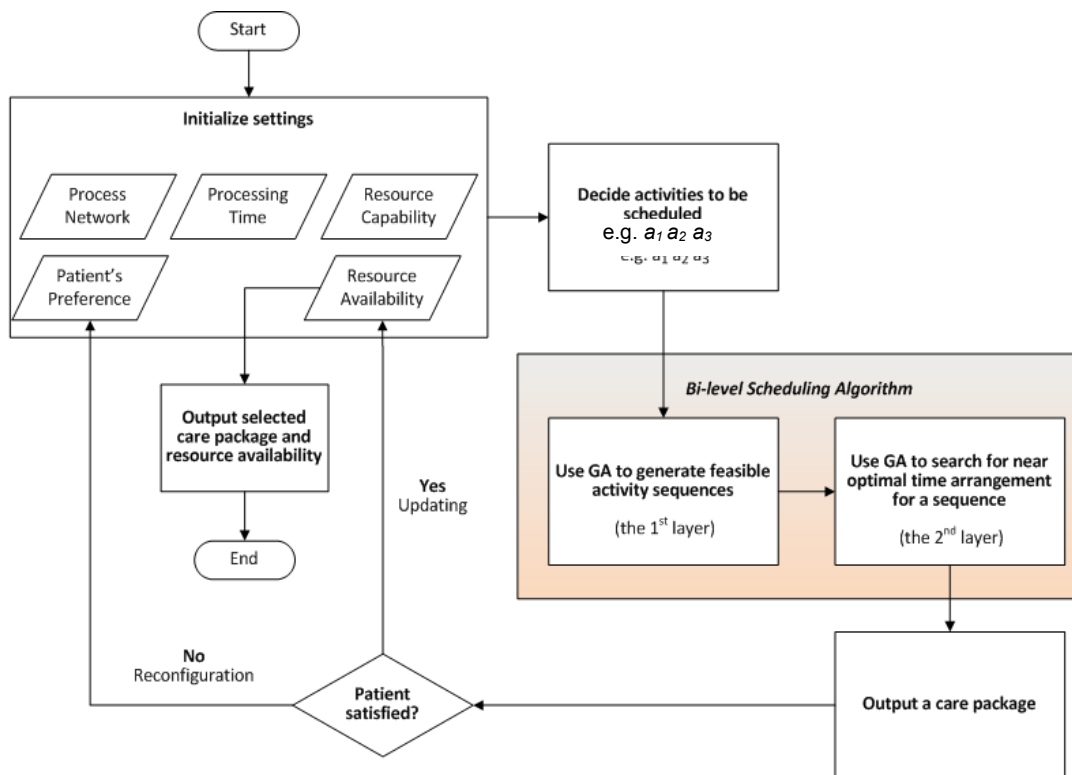 Start
Initialize settings
Process
Network
Processing
Time
Resource
Capability
Patient's
Preference
Resource
Availability
Decide activities to be
scheduled
e.g. a₁ a₂ a₃
e.g. a₁ a₂ a₃
Bi-level Scheduling Algorithm
Use GA to generate feasible
activity sequences
(the 1st layer)
Use GA to search for near
optimal time arrangement
for a sequence
(the 2nd layer)
Output selected
care package and
resource availability
End
Yes
Updating
No
Reconfiguration
Patient
satisfied?
Output a care package